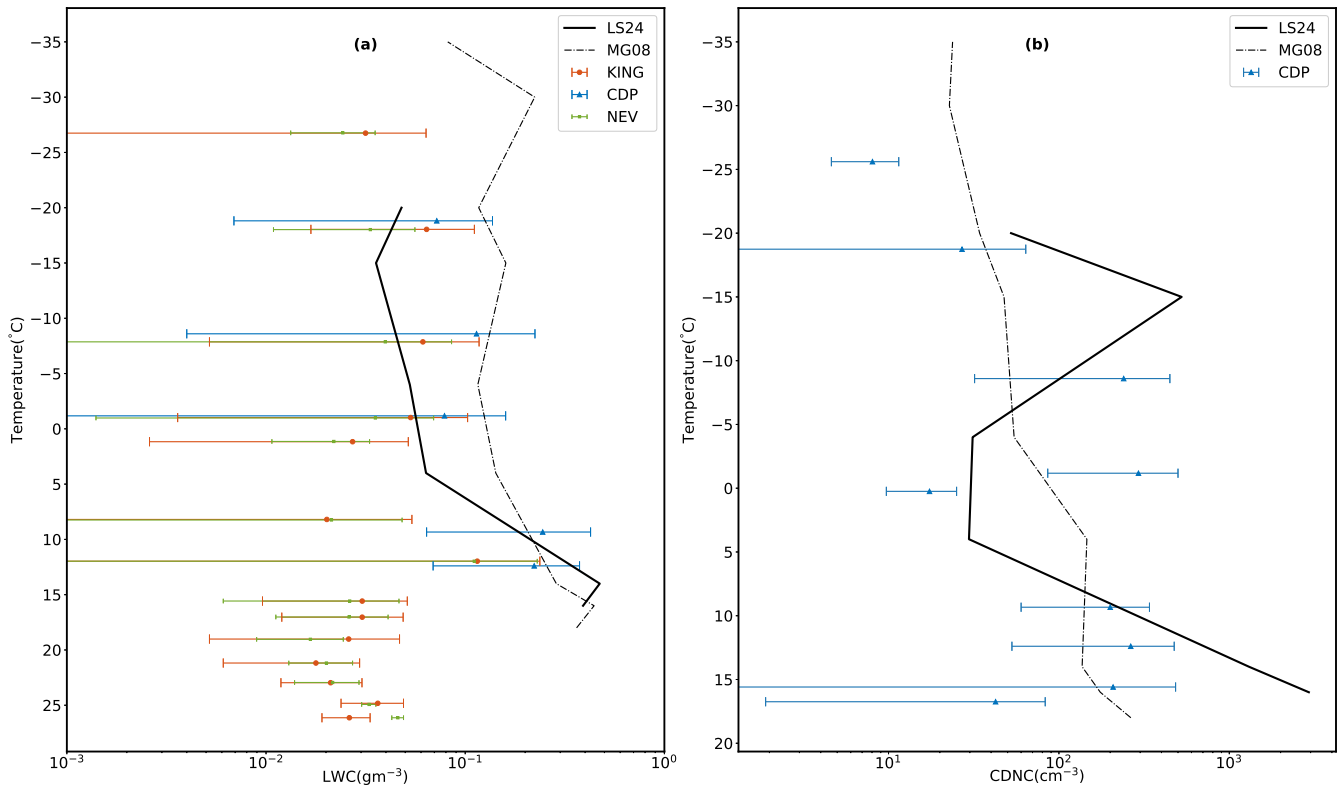 (a)
LS24
MG08
KING
CDP
NEV
−35
−30
−25
−20
−15
−10
−5
0
5
10
15
20
25
Temperature(°C)
10⁻³
10⁻²
10⁻¹
10⁰
LWC(gm⁻³)
(b)
LS24
MG08
CDP
−35
−30
−25
−20
−15
−10
−5
0
5
10
15
20
Temperature(°C)
10¹
10²
10³
CDNC(cm⁻³)